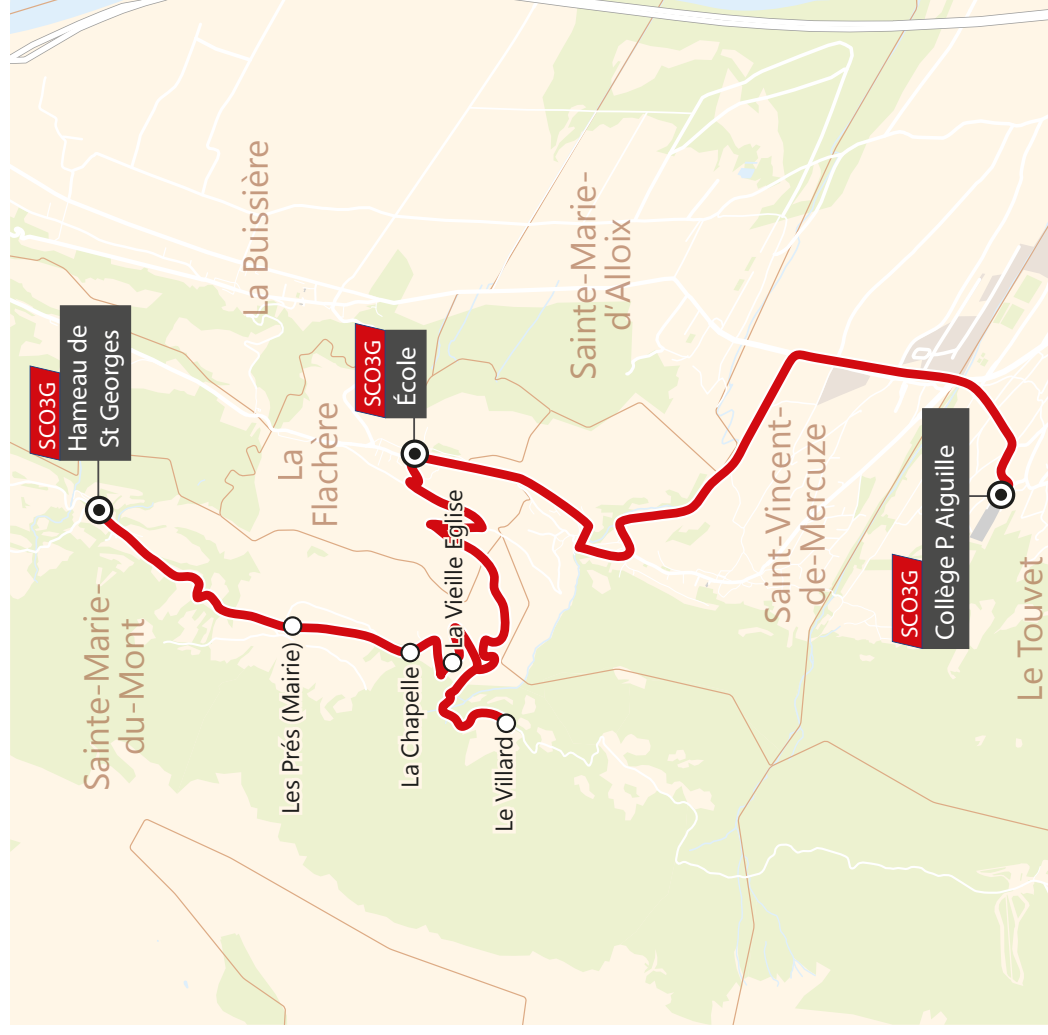 SCO3G
Hameau de
St Georges
La Buissière
Sainte-Marie-
du-Mont
Les Prés (Mairie)
La
Flachère
SCO3G
École
La Chapelle
La Vieille Eglise
Le Villard
Sainte-Marie-
d'Alloix
Saint-Vincent-
de-Mercuze
SCO3G
Collège P. Aiguille
Le Touvet